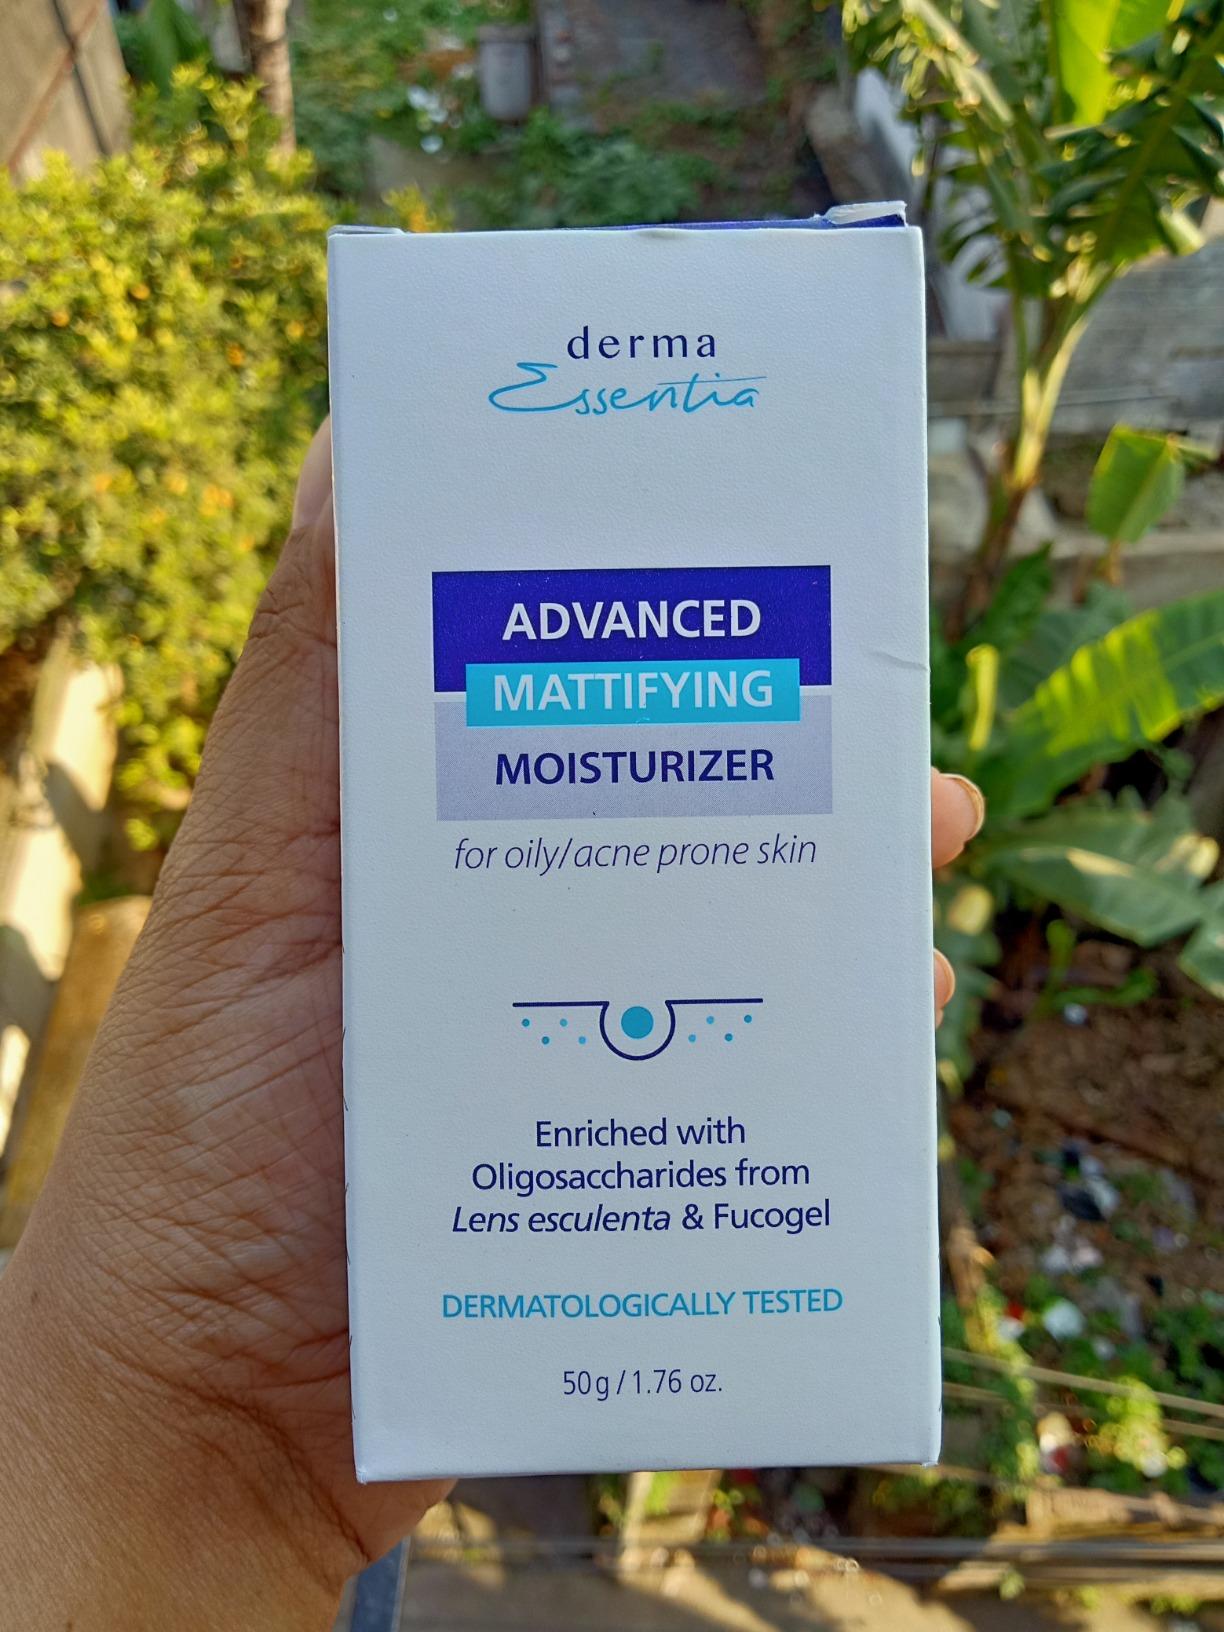 derma
Essentia
ADVANCED
MATTIFYING
MOISTURIZER
for oily/acne prone skin
Enriched with
Oligosaccharides from
Lens esculenta & Fucogel
DERMATOLOGICALLY TESTED
50g / 1.76 oz.